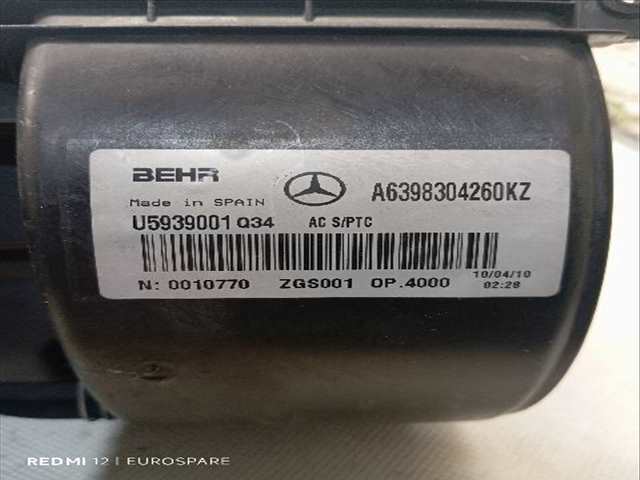 BEHR
A6398304260KZ
Made in SPAIN
U5939001 Q34 AC S/PTC
N: 0010770 ZGS001 OP.4000
10/04/10
02:28
REDMI 12 | EUROSPARE